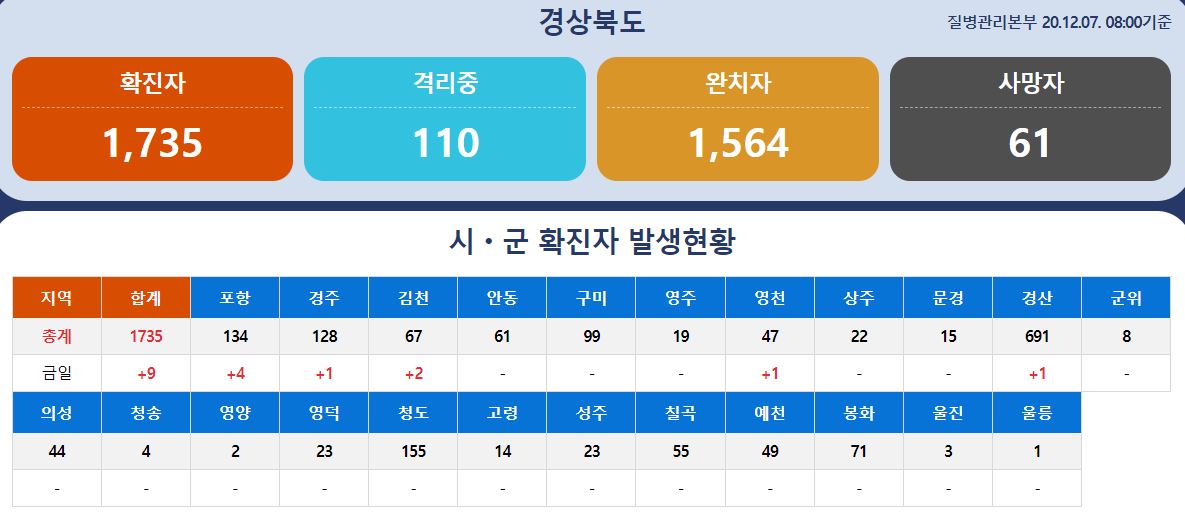 경상북도
질병관리본부 20.12.07. 08:00기준
확진자 격리중 완치자 사망자
1,735 110 1,564 61
시・군 확진자 발생현황
지역 합계 포항 경주 김천 안동 구미 영주 영천 상주 문경 경산 군위
총계 1735 134 128 67 61 99 19 47 22 15 691 8
금일 +9 +4 +1 +2 - - - +1 - - +1 -
의성 청송 영양 영덕 청도 고령 성주 칠곡 예천 봉화 울진 울릉
44 4 2 23 155 14 23 55 49 71 3 1
- - - - - - - - - - - -